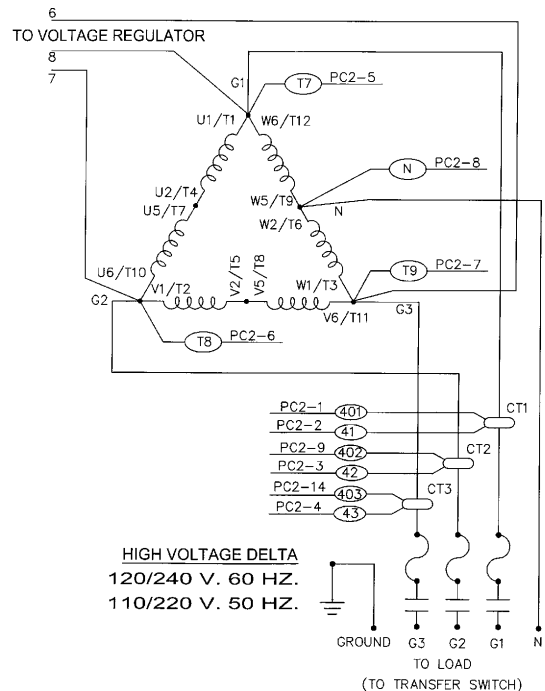 6
TO VOLTAGE REGULATOR
8
7
G1
T7
PC2-5
U1/T1
W6/T12
N
PC2-8
U2/T4
U5/T7
W5/T9
W2/T6
N
T9
PC2-7
U6/T10
V1/T2
V2/T5
V5/T8
W1/T3
G2
V6/T11
G3
T8
PC2-6
PC2-1
401
CT1
PC2-2
41
PC2-9
402
CT2
PC2-3
42
PC2-14
403
CT3
PC2-4
43
HIGH VOLTAGE DELTA
120/240 V. 60 HZ.
110/220 V. 50 HZ.
GROUND
G3
G2
G1
N
TO LOAD
(TO TRANSFER SWITCH)